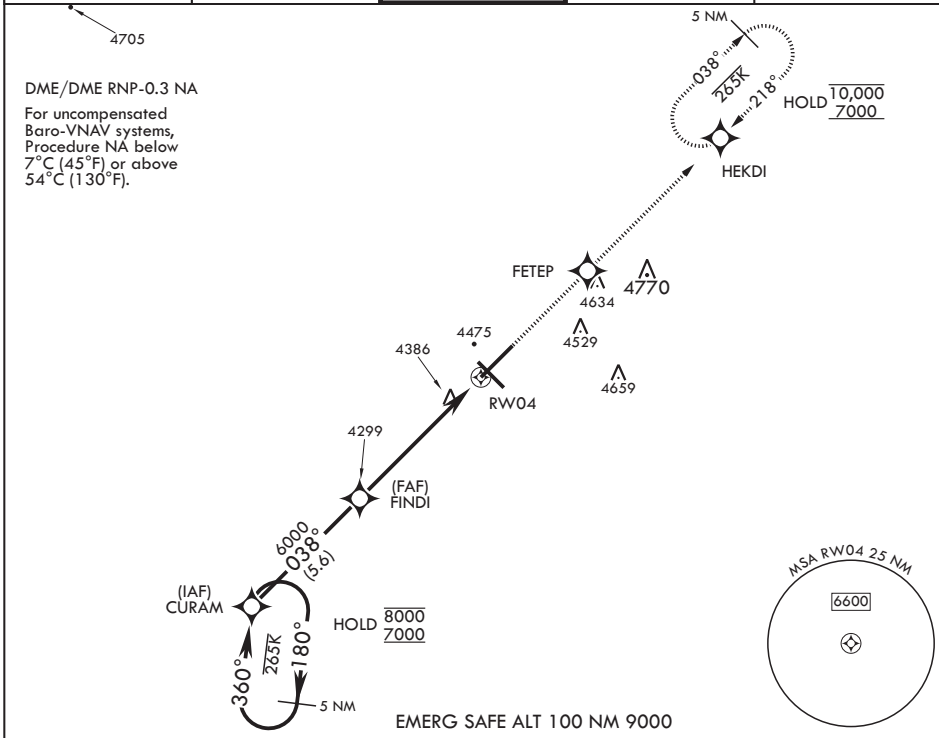 4705
5 NM
DME/DME RNP-0.3 NA
038°
265K
218°
HOLD 10,000
7000
For uncompensated
Baro-VNAV systems,
Procedure NA below
7°C (45°F) or above
54°C (130°F).
HEKDI
FETEP
4770
4634
4475
4529
4386
4659
RW04
4299
(FAF)
FINDI
6000
038°
(5.6)
MSA RW04 25 NM
(IAF)
CURAM
6600
HOLD 8000
7000
360°
265K
180°
5 NM
EMERG SAFE ALT 100 NM 9000